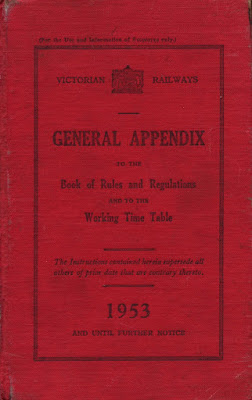 (For the Use and Information of Employees only.)
VICTORIAN RAILWAYS
GENERAL APPENDIX
TO THE
Book of Rules and Regulations
AND TO THE
Working Time Table
The Instructions contained herein supersede all
others of prior date that are contrary thereto.
1953
AND UNTIL FURTHER NOTICE